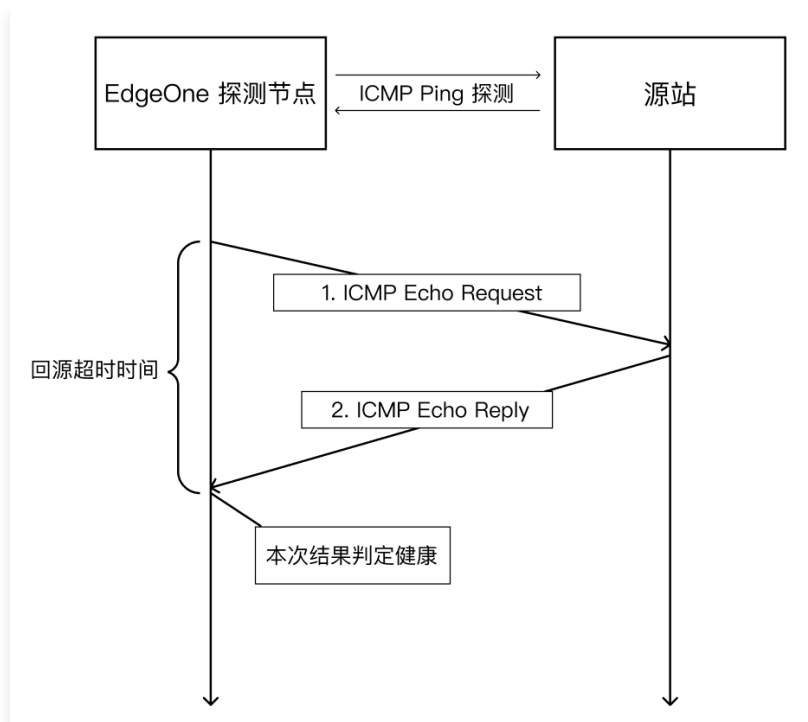 EdgeOne 探测节点
ICMP Ping 探测
源站
1. ICMP Echo Request
回源超时时间
2. ICMP Echo Reply
本次结果判定健康